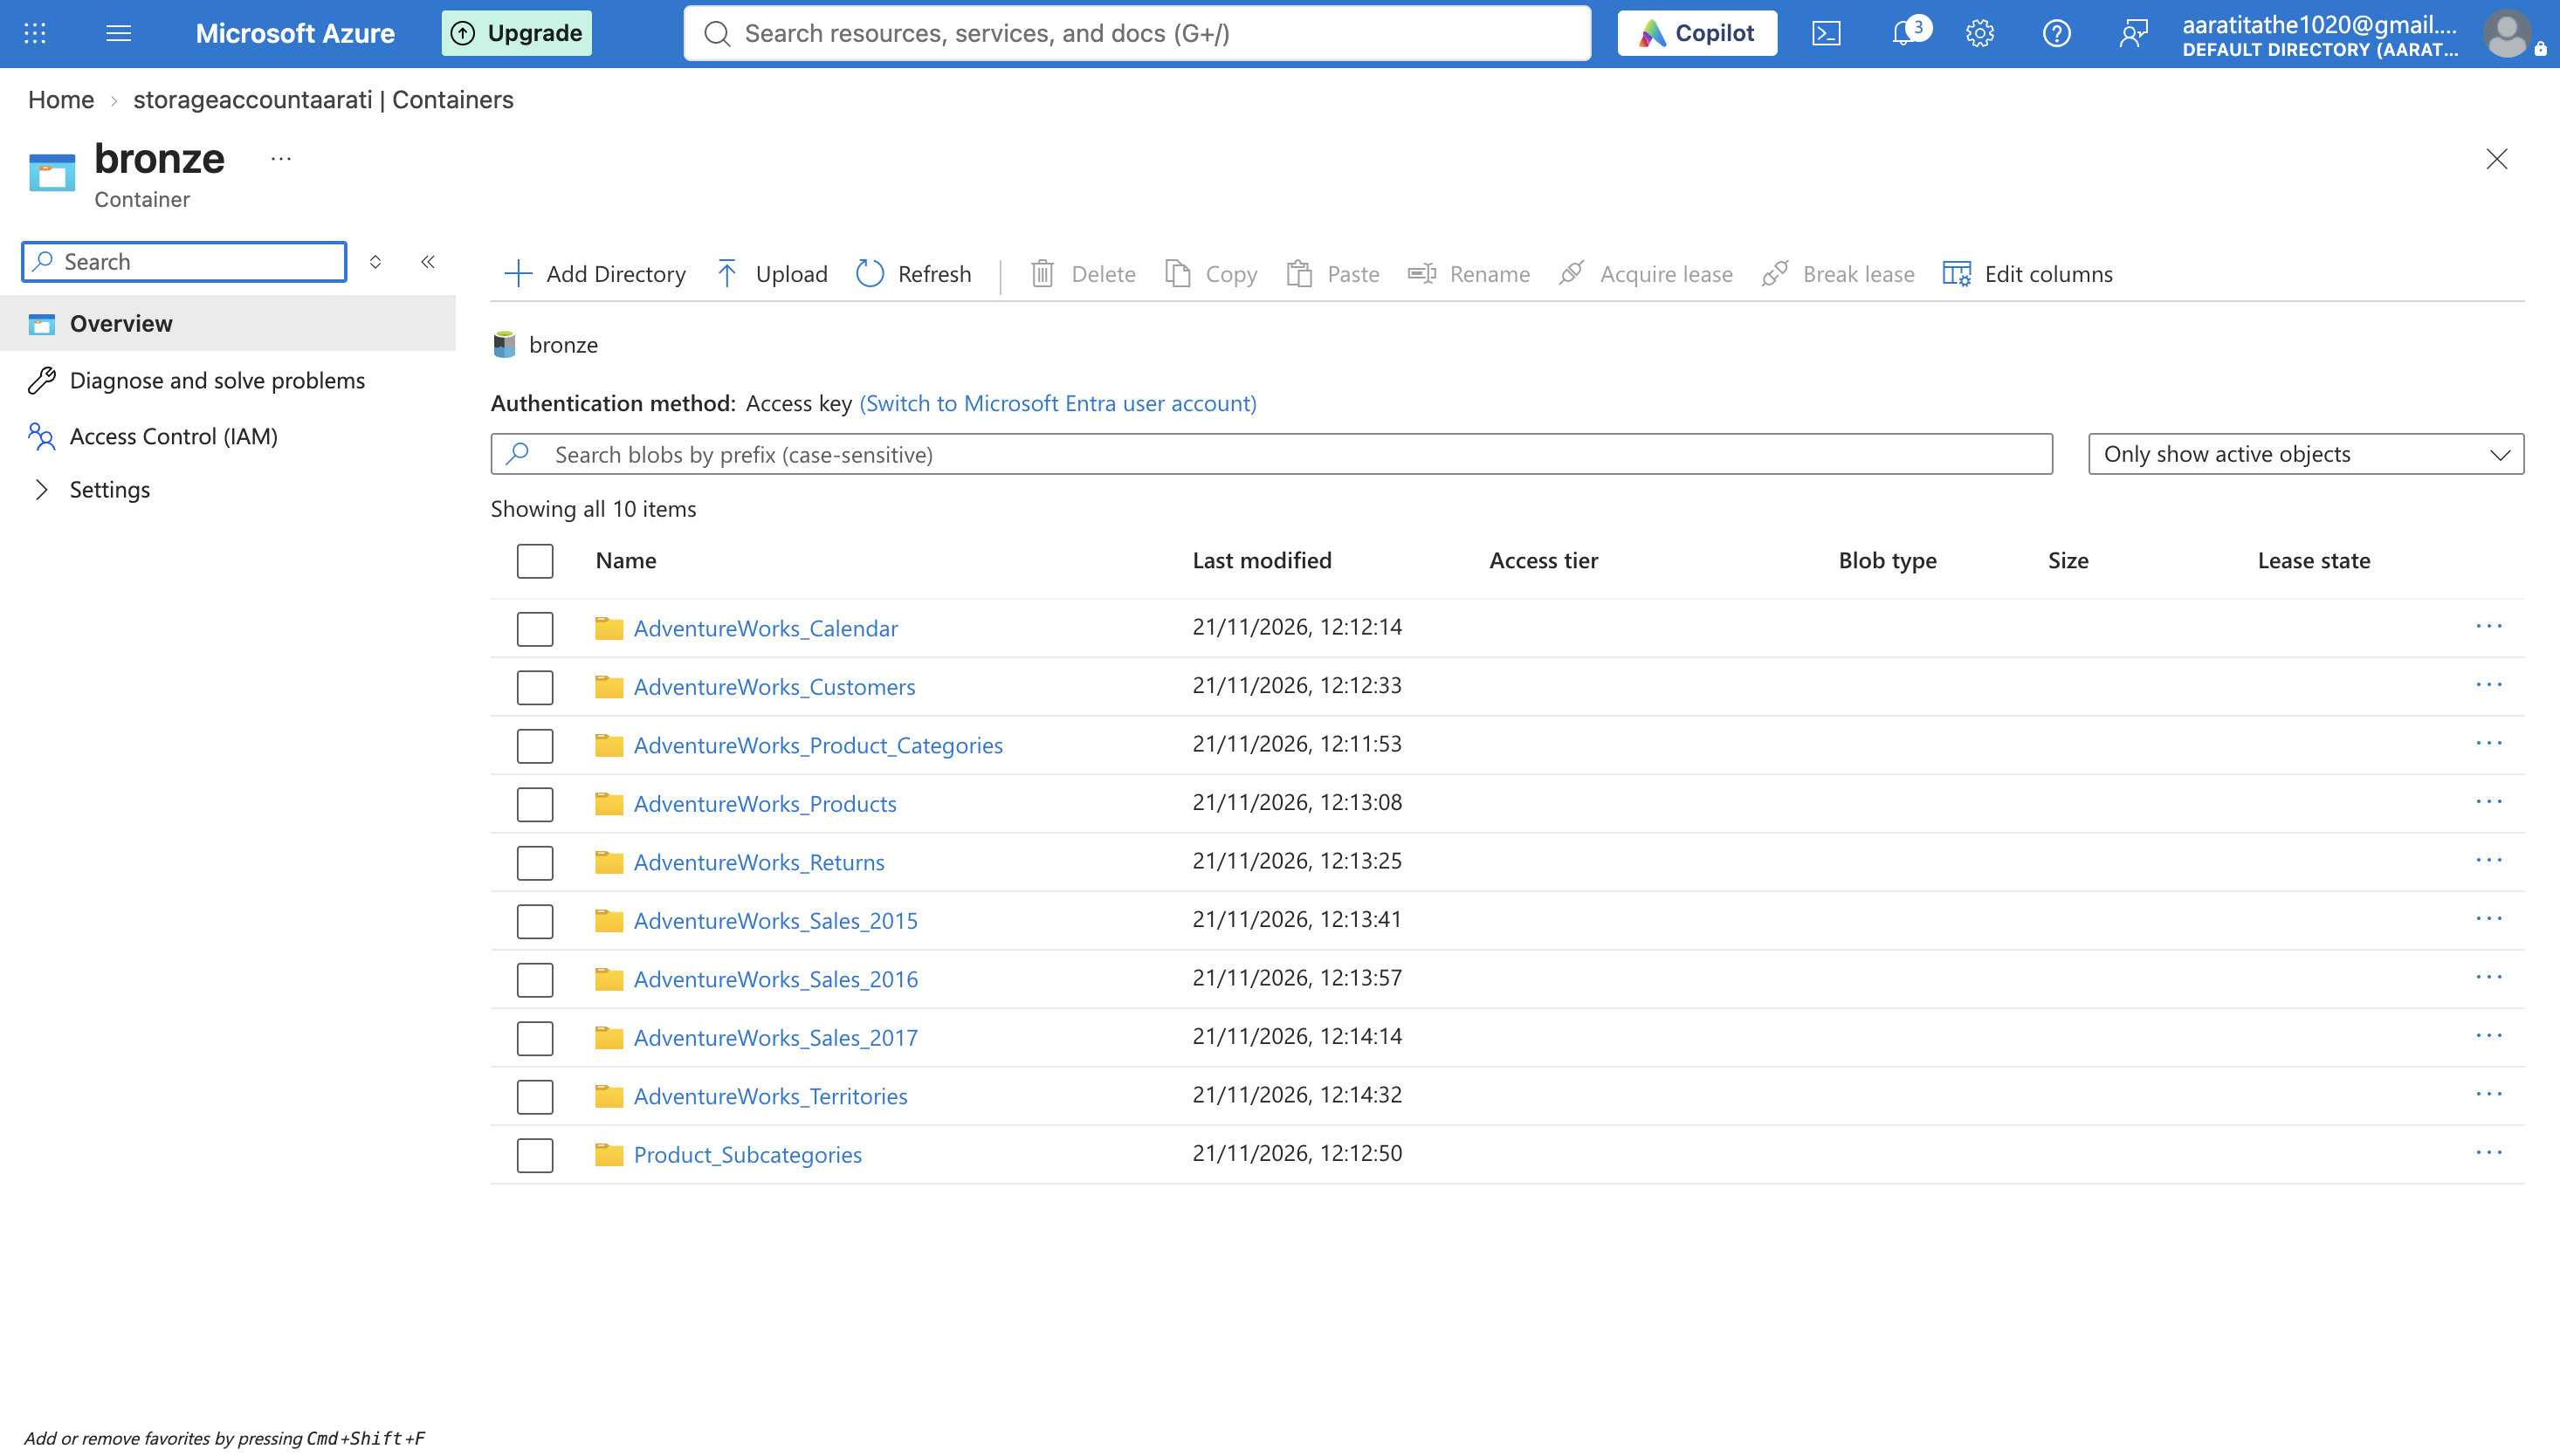 Microsoft Azure
Upgrade
Search resources, services, and docs (G+/)
Copilot
3
aaratitathe1020@gmail....
DEFAULT DIRECTORY (AARAT...
Home > storageaccountaarati | Containers
bronze ...
Container
Search
Overview
Diagnose and solve problems
Access Control (IAM)
Settings
Add Directory Upload Refresh Delete Copy Paste Rename Acquire lease Break lease Edit columns
bronze
Authentication method: Access key (Switch to Microsoft Entra user account)
Search blobs by prefix (case-sensitive)
Only show active objects
Showing all 10 items
Name Last modified Access tier Blob type Size Lease state
AdventureWorks_Calendar 21/11/2026, 12:12:14 ...
AdventureWorks_Customers 21/11/2026, 12:12:33 ...
AdventureWorks_Product_Categories 21/11/2026, 12:11:53 ...
AdventureWorks_Products 21/11/2026, 12:13:08 ...
AdventureWorks_Returns 21/11/2026, 12:13:25 ...
AdventureWorks_Sales_2015 21/11/2026, 12:13:41 ...
AdventureWorks_Sales_2016 21/11/2026, 12:13:57 ...
AdventureWorks_Sales_2017 21/11/2026, 12:14:14 ...
AdventureWorks_Territories 21/11/2026, 12:14:32 ...
Product_Subcategories 21/11/2026, 12:12:50 ...
Add or remove favorites by pressing Cmd+Shift+F